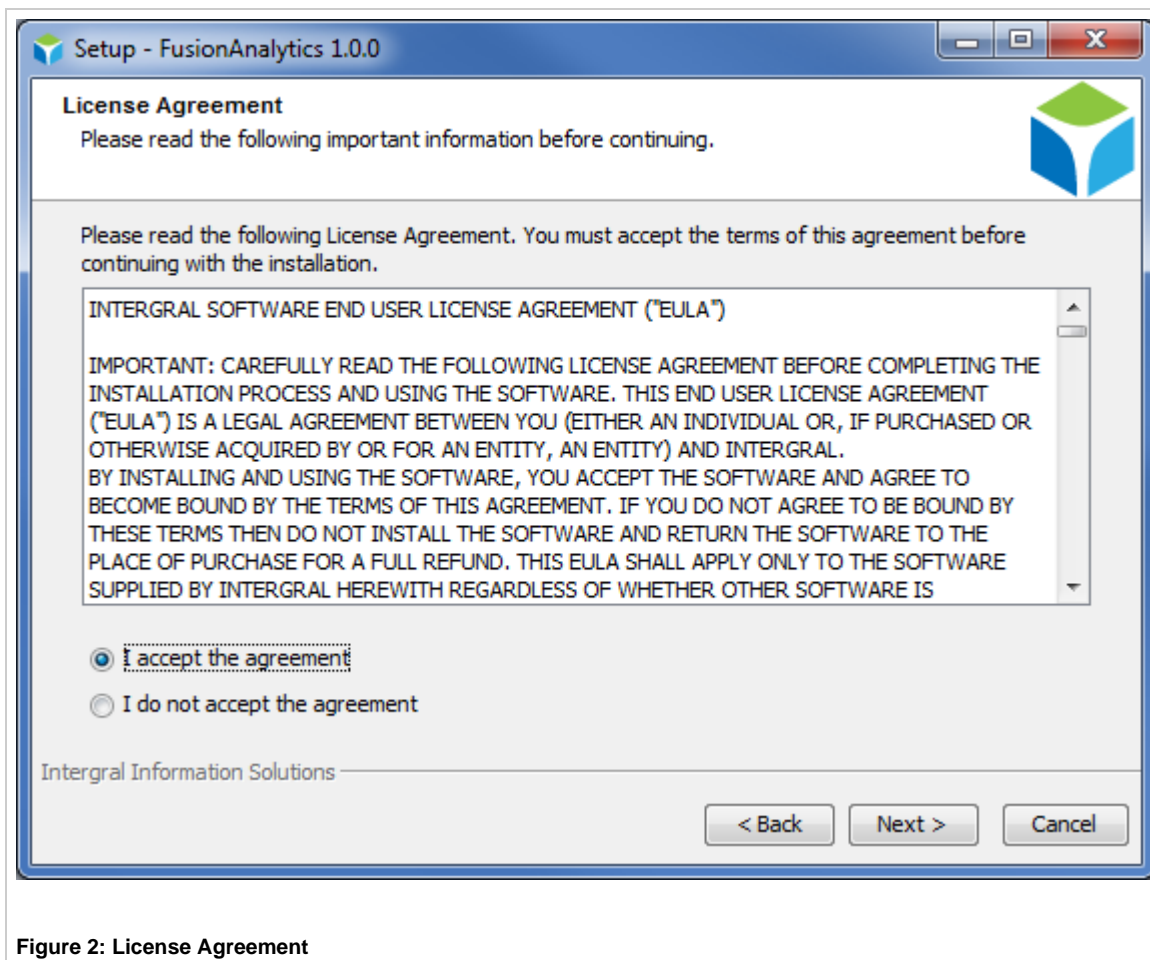 Setup - FusionAnalytics 1.0.0
License Agreement
Please read the following important information before continuing.
Please read the following License Agreement. You must accept the terms of this agreement before
continuing with the installation.
INTERGRAL SOFTWARE END USER LICENSE AGREEMENT ("EULA")
IMPORTANT: CAREFULLY READ THE FOLLOWING LICENSE AGREEMENT BEFORE COMPLETING THE
INSTALLATION PROCESS AND USING THE SOFTWARE. THIS END USER LICENSE AGREEMENT
("EULA") IS A LEGAL AGREEMENT BETWEEN YOU (EITHER AN INDIVIDUAL OR, IF PURCHASED OR
OTHERWISE ACQUIRED BY OR FOR AN ENTITY, AN ENTITY) AND INTERGRAL.
BY INSTALLING AND USING THE SOFTWARE, YOU ACCEPT THE SOFTWARE AND AGREE TO
BECOME BOUND BY THE TERMS OF THIS AGREEMENT. IF YOU DO NOT AGREE TO BE BOUND BY
THESE TERMS THEN DO NOT INSTALL THE SOFTWARE AND RETURN THE SOFTWARE TO THE
PLACE OF PURCHASE FOR A FULL REFUND. THIS EULA SHALL APPLY ONLY TO THE SOFTWARE
SUPPLIED BY INTERGRAL HEREWITH REGARDLESS OF WHETHER OTHER SOFTWARE IS
I accept the agreement
I do not accept the agreement
Intergral Information Solutions
< Back Next > Cancel
Figure 2: License Agreement